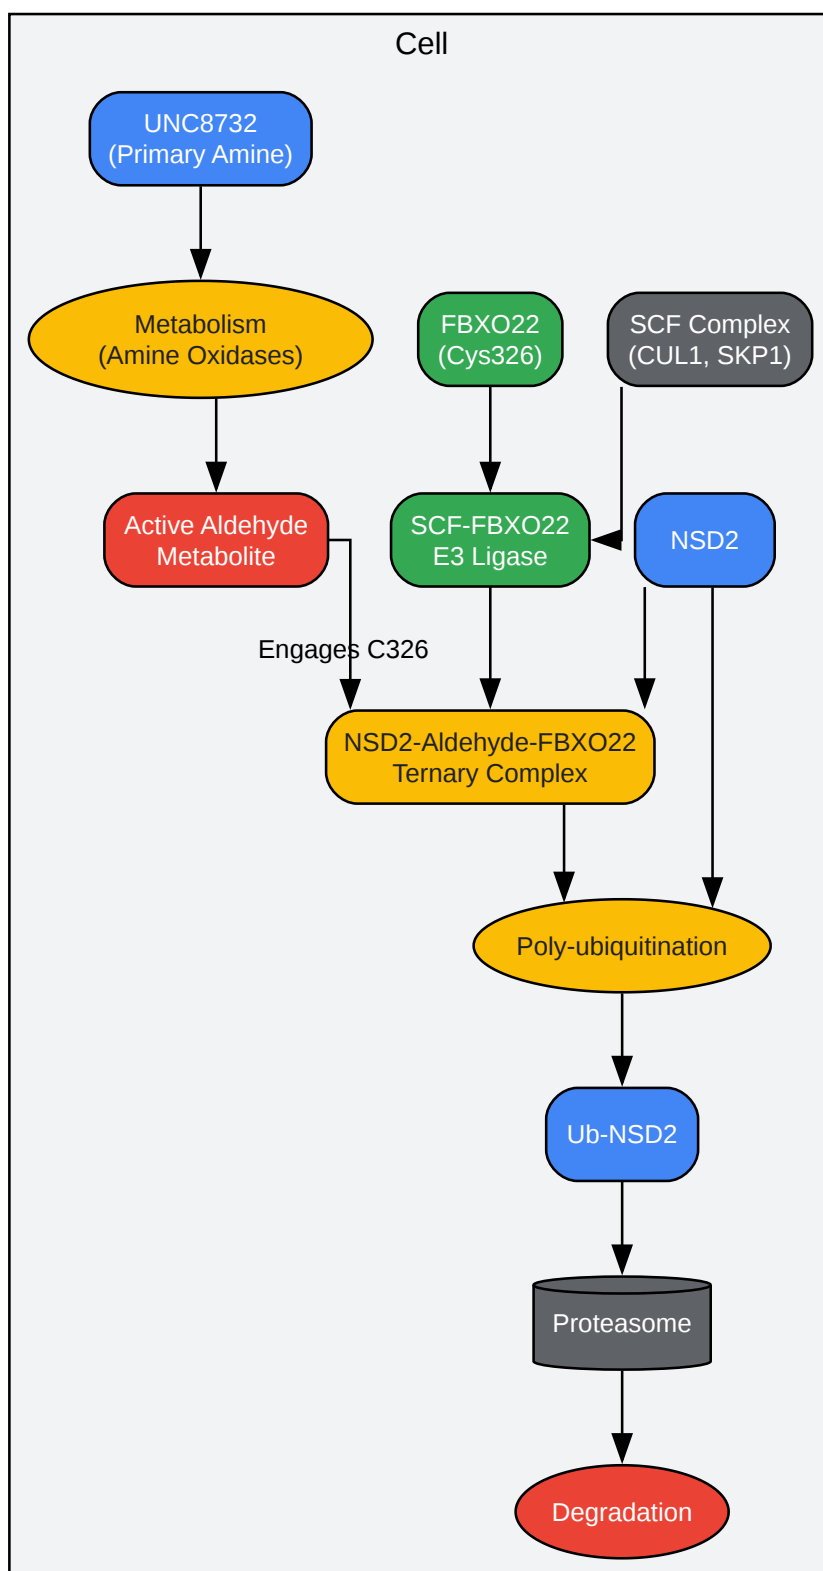 Cell
UNC8732
(Primary Amine)
Metabolism
(Amine Oxidases)
FBXO22
(Cys326)
SCF Complex
(CUL1, SKP1)
Active Aldehyde
Metabolite
SCF-FBXO22
E3 Ligase
NSD2
Engages C326
NSD2-Aldehyde-FBXO22
Ternary Complex
Poly-ubiquitination
Ub-NSD2
Proteasome
Degradation